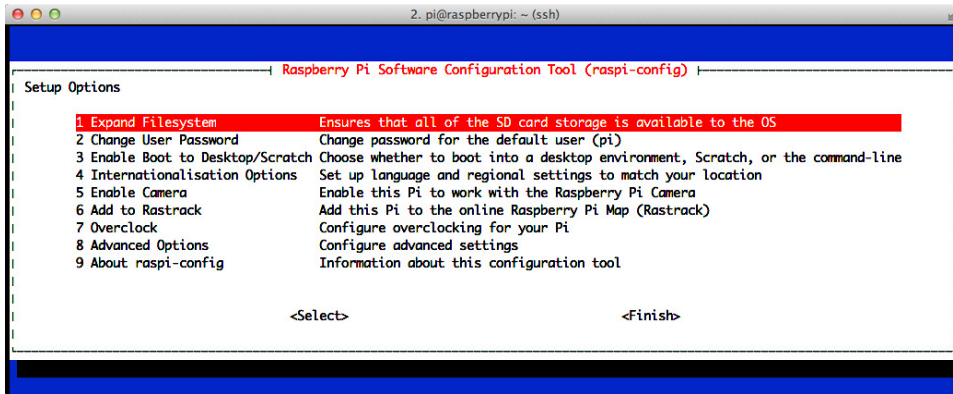 2. pi@raspberrypi: ~ (ssh)
Raspberry Pi Software Configuration Tool (raspi-config)
Setup Options
1 Expand Filesystem Ensures that all of the SD card storage is available to the OS
2 Change User Password Change password for the default user (pi)
3 Enable Boot to Desktop/Scratch Choose whether to boot into a desktop environment, Scratch, or the command-line
4 Internationalisation Options Set up language and regional settings to match your location
5 Enable Camera Enable this Pi to work with the Raspberry Pi Camera
6 Add to Rastrack Add this Pi to the online Raspberry Pi Map (Rastrack)
7 Overclock Configure overclocking for your Pi
8 Advanced Options Configure advanced settings
9 About raspi-config Information about this configuration tool
<Select> <Finish>